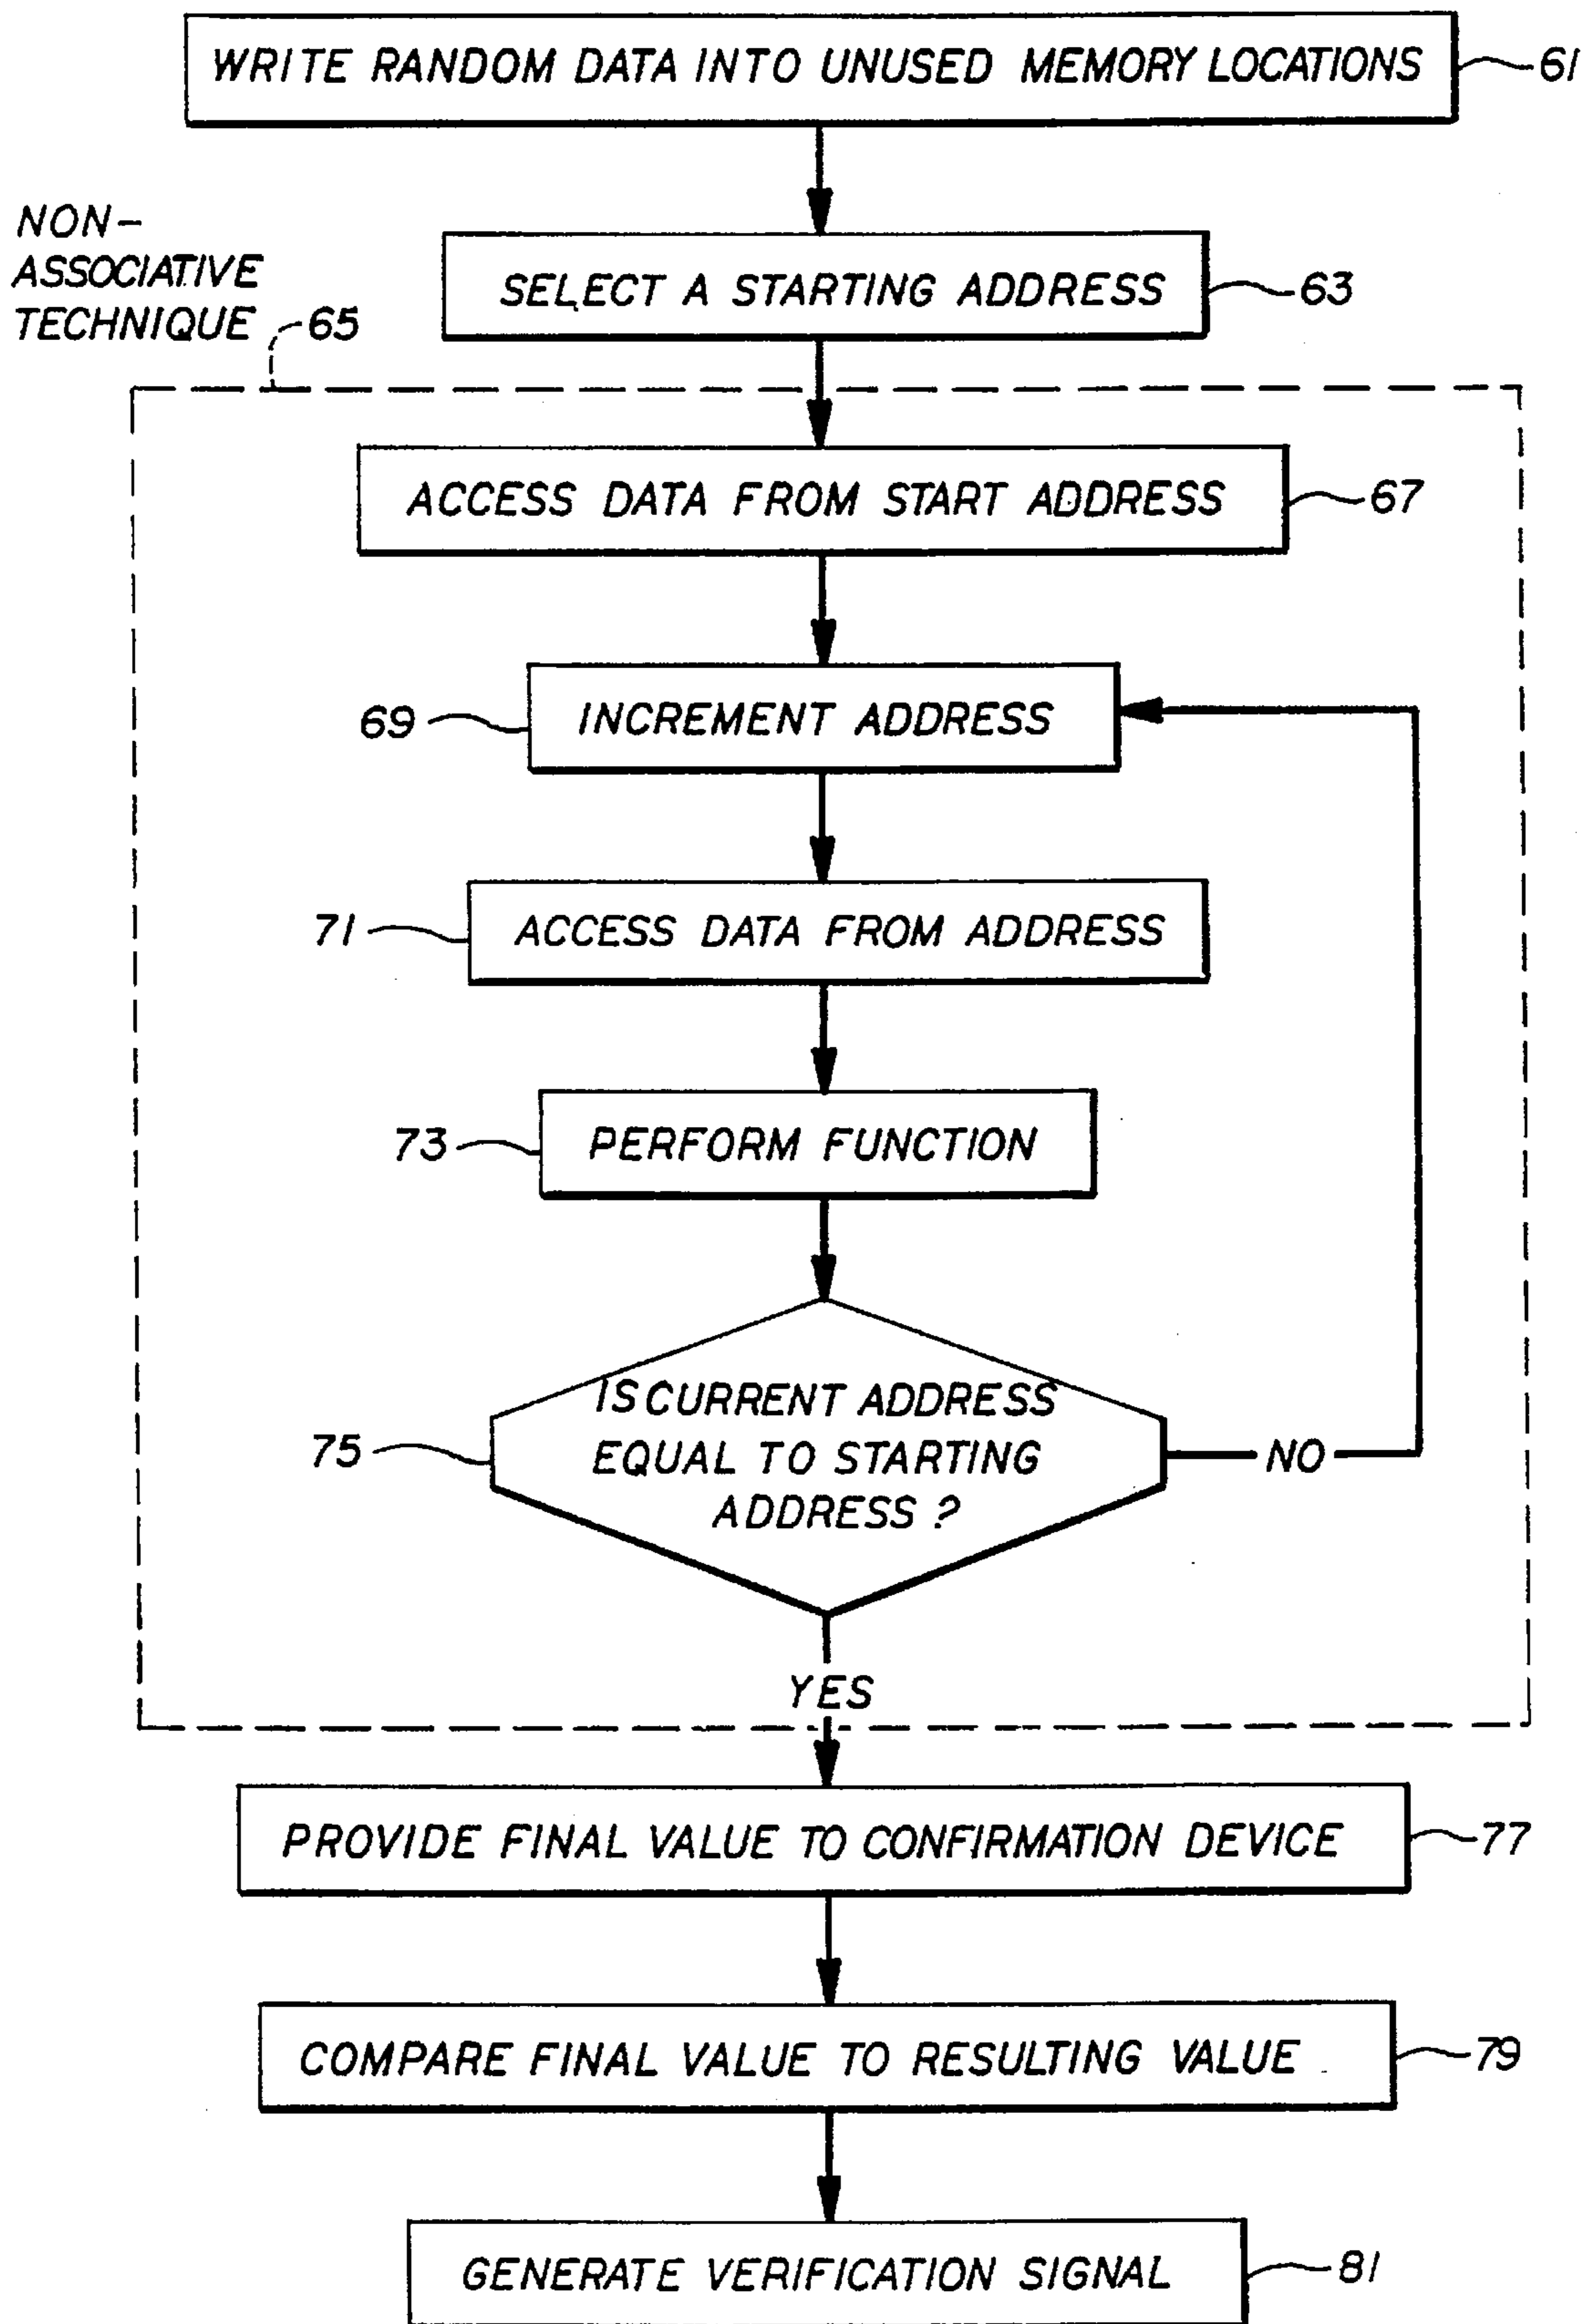 WRITE RANDOM DATA INTO UNUSED MEMORY LOCATIONS
61
NON-
ASSOCIATIVE
TECHNIQUE
65
SELECT A STARTING ADDRESS
63
ACCESS DATA FROM START ADDRESS
67
69
INCREMENT ADDRESS
71
ACCESS DATA FROM ADDRESS
73
PERFORM FUNCTION
75
IS CURRENT ADDRESS
EQUAL TO STARTING
ADDRESS ?
NO
YES
PROVIDE FINAL VALUE TO CONFIRMATION DEVICE
77
COMPARE FINAL VALUE TO RESULTING VALUE
79
GENERATE VERIFICATION SIGNAL
81